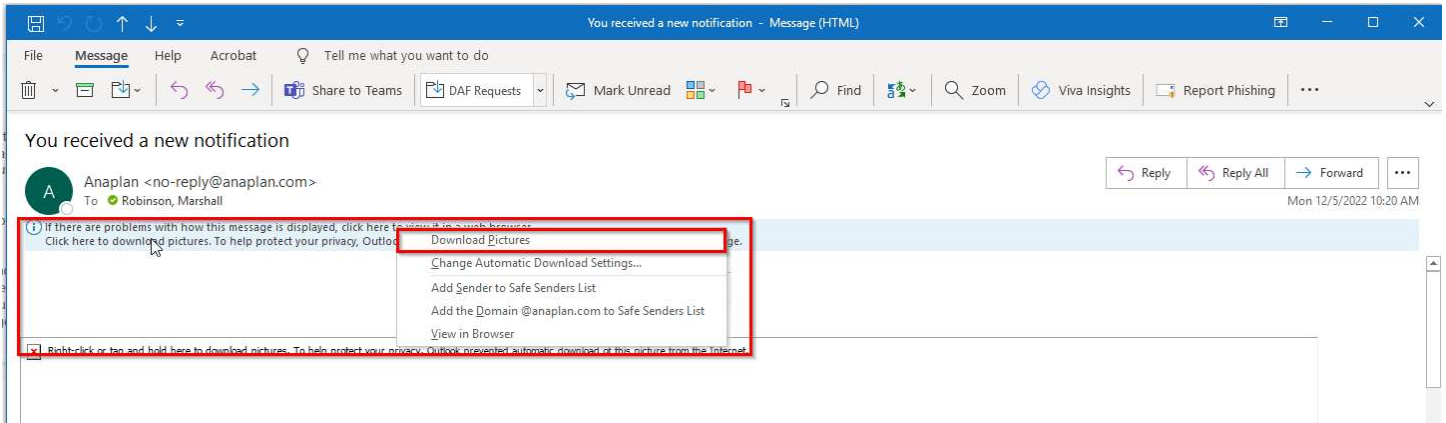 You received a new notification - Message (HTML)
File Message Help Acrobat Tell me what you want to do
Share to Teams DAF Requests Mark Unread Find Zoom Viva Insights Report Phishing ...
You received a new notification
A
Anaplan <no-reply@anaplan.com>
To Robinson, Marshall
Reply Reply All Forward ...
Mon 12/5/2022 10:20 AM
If there are problems with how this message is displayed, click here to view it in a web browser.
Click here to download pictures. To help protect your privacy, Outlo
ge.
Download Pictures
Change Automatic Download Settings...
Add Sender to Safe Senders List
Add the Domain @anaplan.com to Safe Senders List
View in Browser
Right-click or tap and hold here to download pictures. To help protect your privacy, Outlook prevented automatic download of this picture from the Internet.